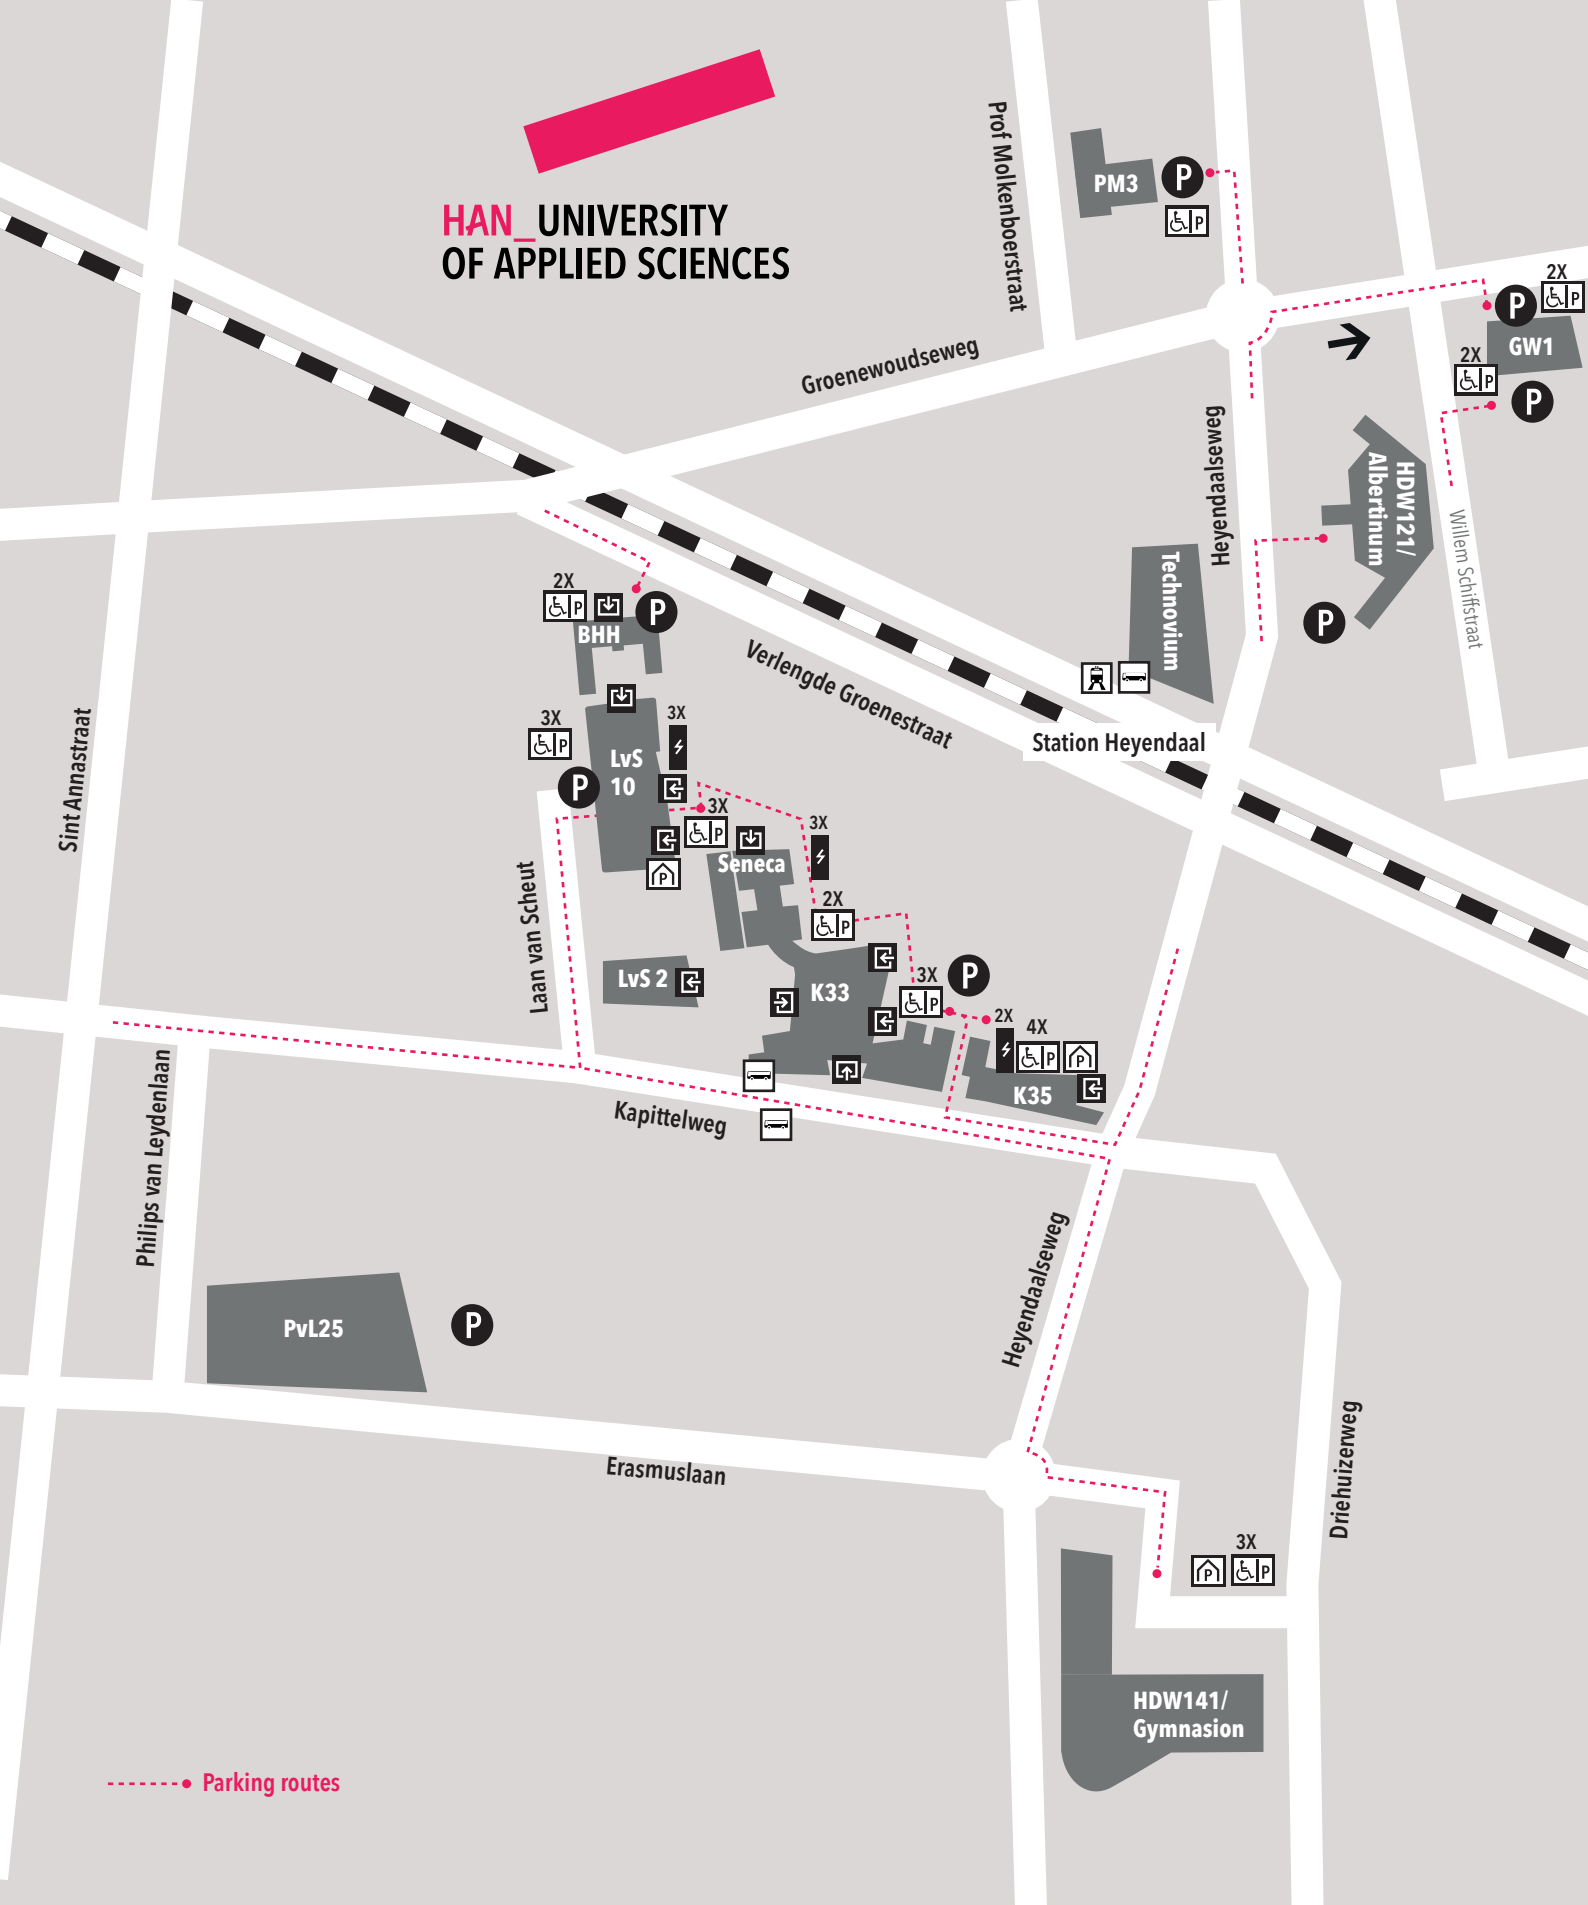 HAN_UNIVERSITY
OF APPLIED SCIENCES
Prof Molkenboerstraat
PM3
P
P
2X
P
P
GW1
2X
P
P
Groenewoudseweg
Heyendaalseweg
HDW121/
Albertinum
Willem Schiffstraat
Technovium
P
2X
P
P
BHH
Verlengde Groenestraat
Station Heyendaal
Sint Annastraat
3X
P
3X
LvS
10
P
3X
P
3X
P
Seneca
2X
P
Laan van Scheut
LvS 2
K33
3X
P
P
2X
4X
P
P
K35
Kapittelweg
Philips van Leydenlaan
PvL25
P
Heyendaalseweg
Erasmuslaan
Driehuizerweg
3X
P
P
HDW141/
Gymnasion
Parking routes